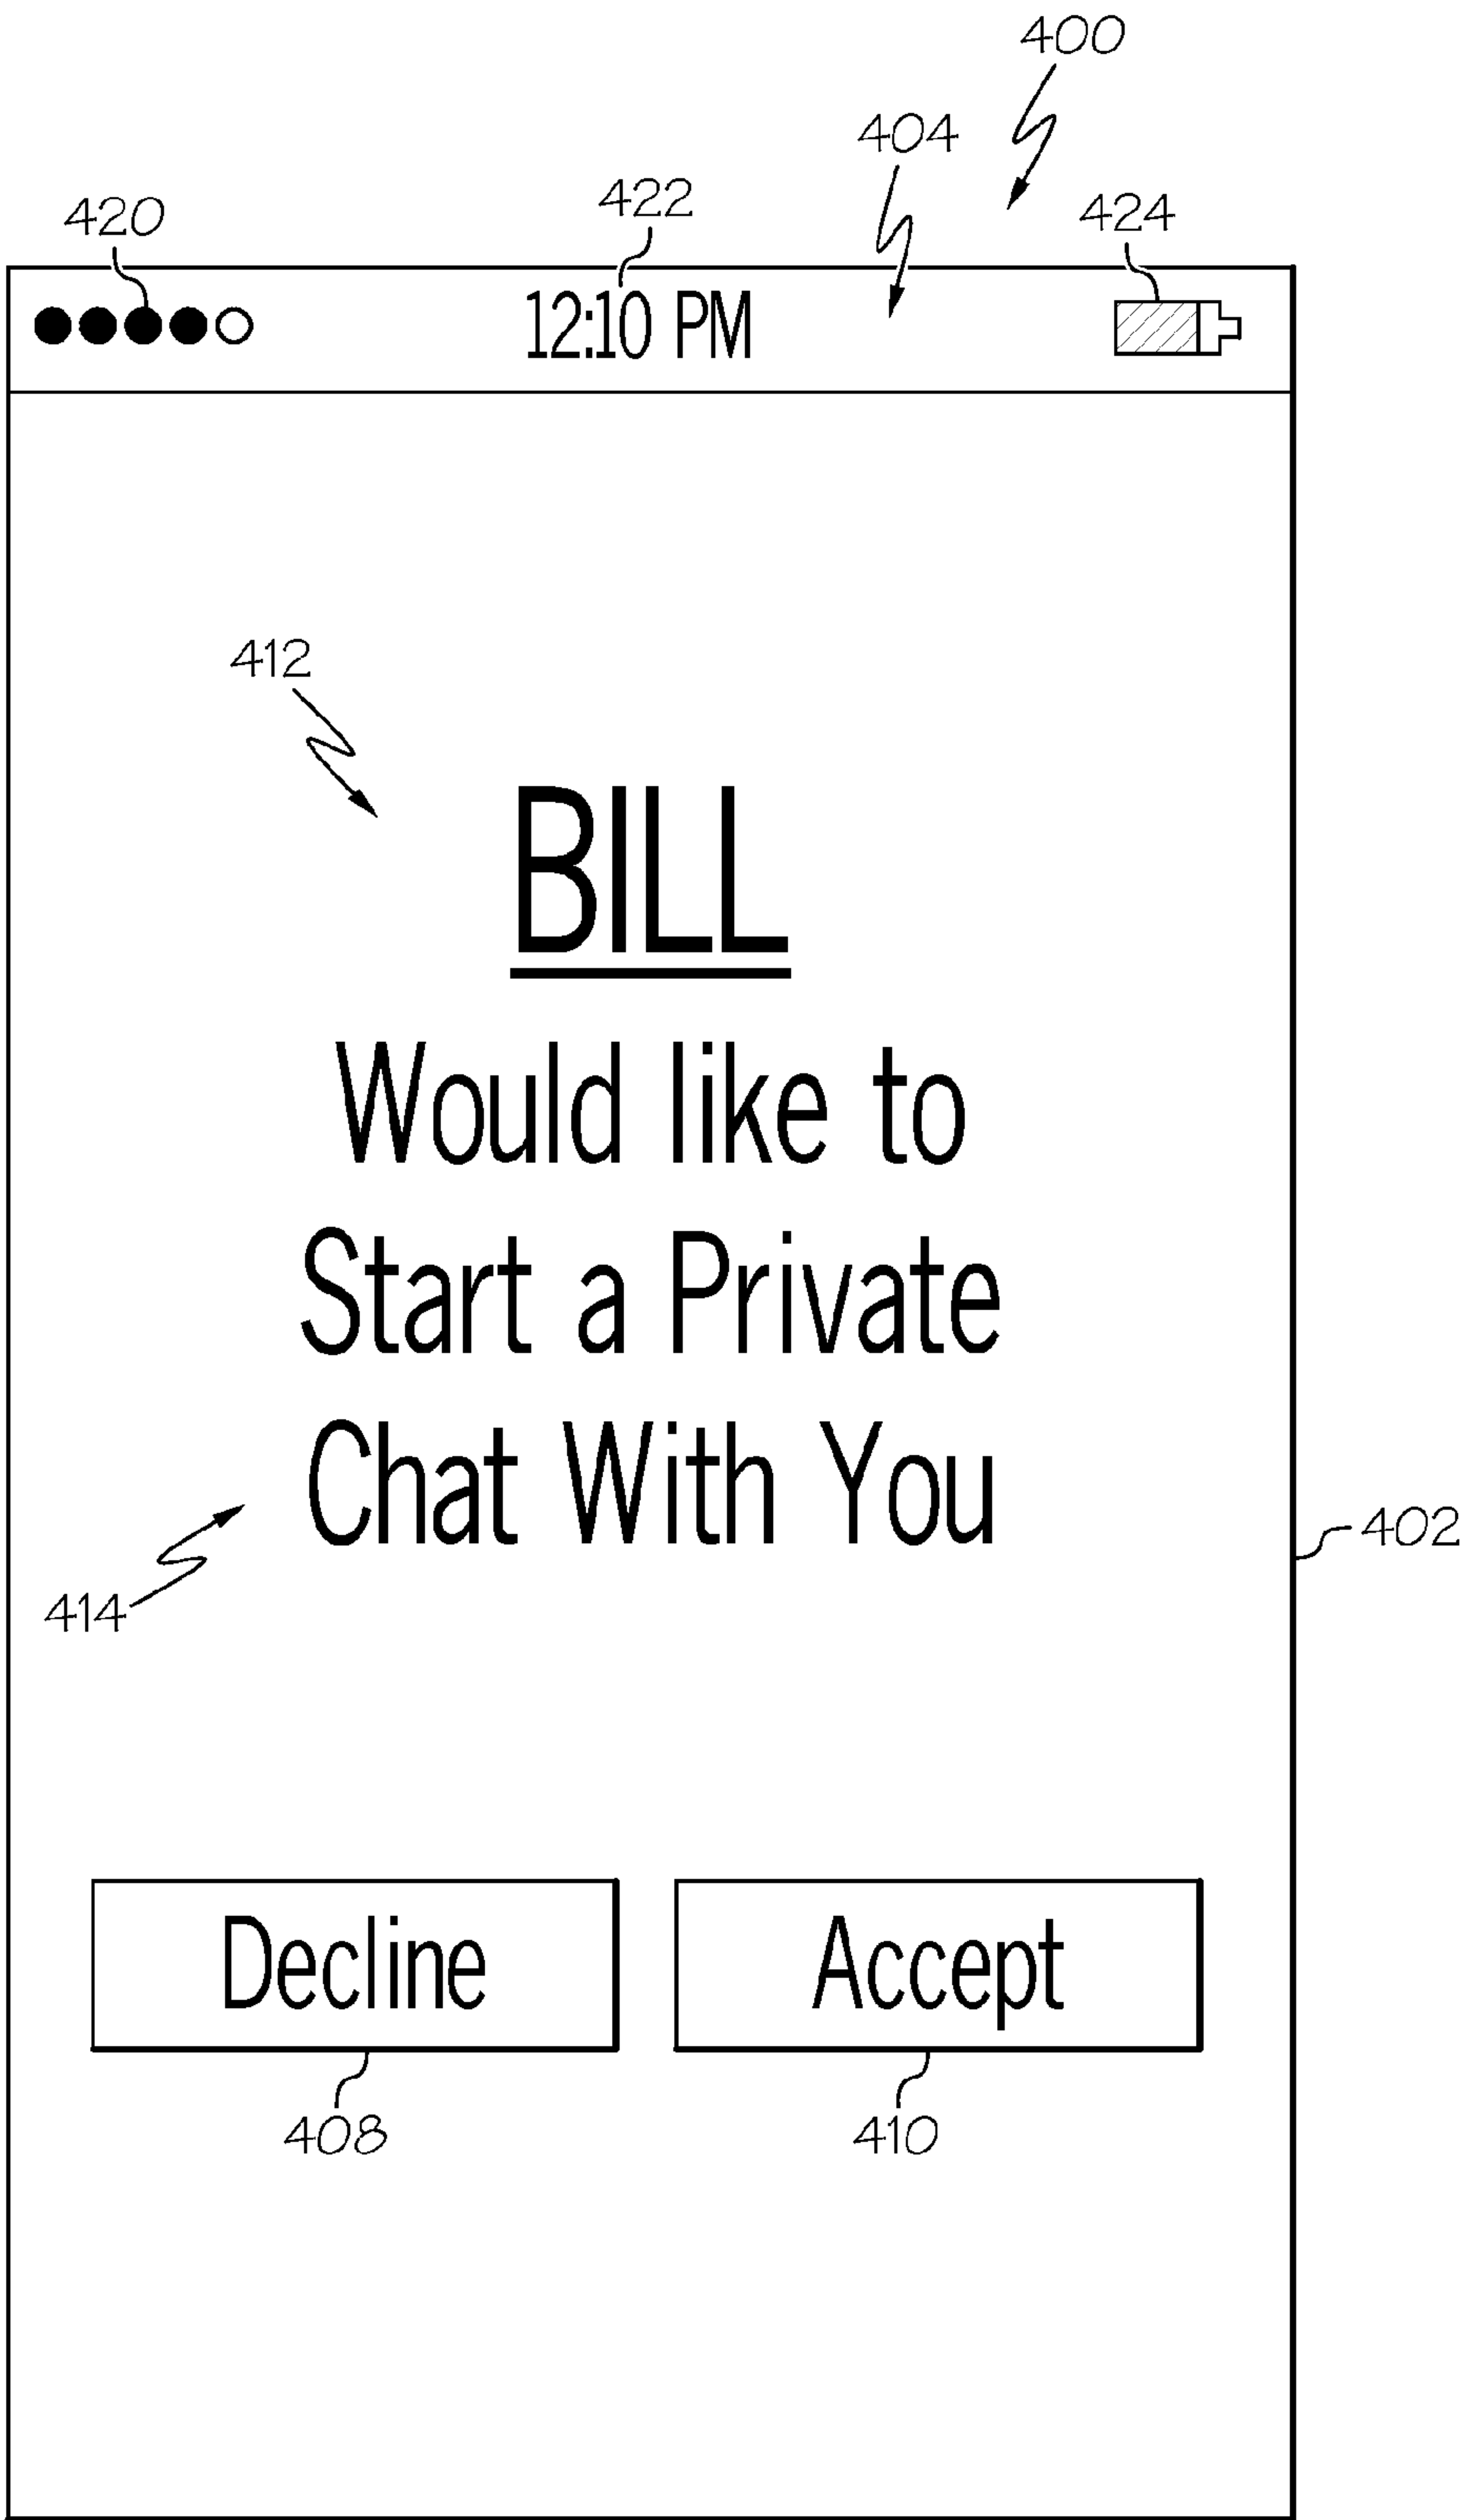 400
404
422
420
424
12:10 PM
412
BILL
Would like to
Start a Private
Chat With You
402
414
Decline
Accept
408
410